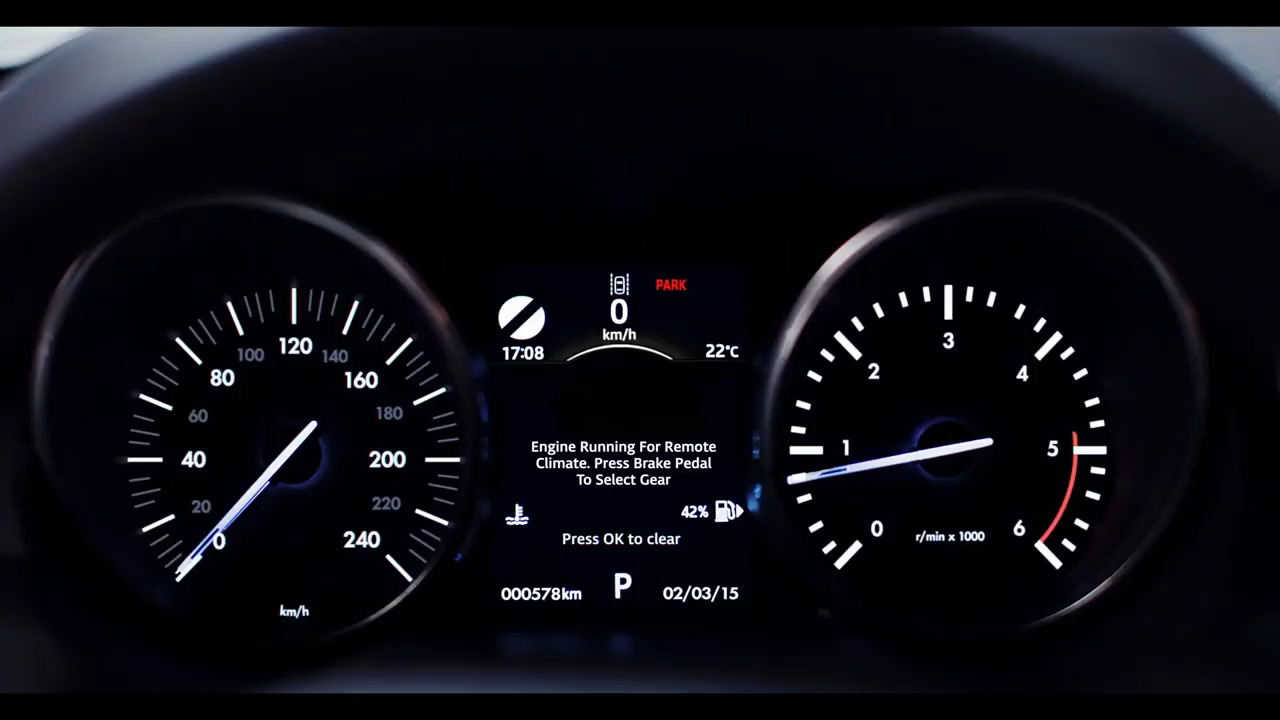 PARK
0
km/h
17:08
22°C
Engine Running For Remote
Climate. Press Brake Pedal
To Select Gear
42%
Press OK to clear
000578km
P
02/03/15
0
20
40
60
80
100
120
140
160
180
200
220
240
km/h
0
1
2
3
4
5
6
r/min x 1000